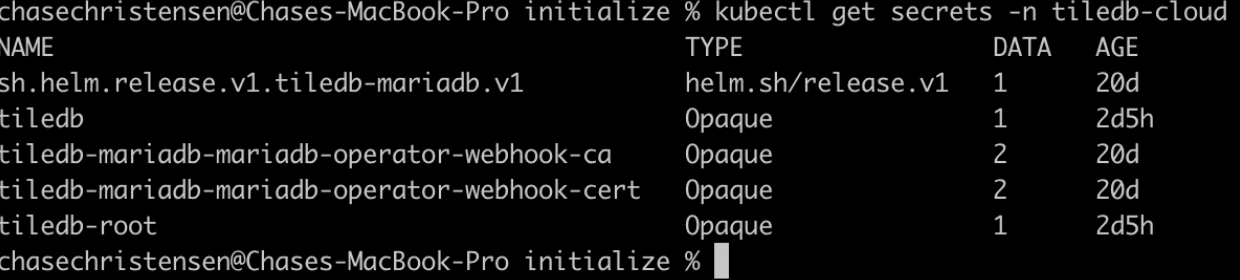 chasechristensen@Chases-MacBook-Pro initialize % kubectl get secrets -n tiledb-cloud
NAME TYPE DATA AGE
sh.helm.release.v1.tiledb-mariadb.v1 helm.sh/release.v1 1 20d
tiledb Opaque 1 2d5h
tiledb-mariadb-mariadb-operator-webhook-ca Opaque 2 20d
tiledb-mariadb-mariadb-operator-webhook-cert Opaque 2 20d
tiledb-root Opaque 1 2d5h
chasechristensen@Chases-MacBook-Pro initialize %